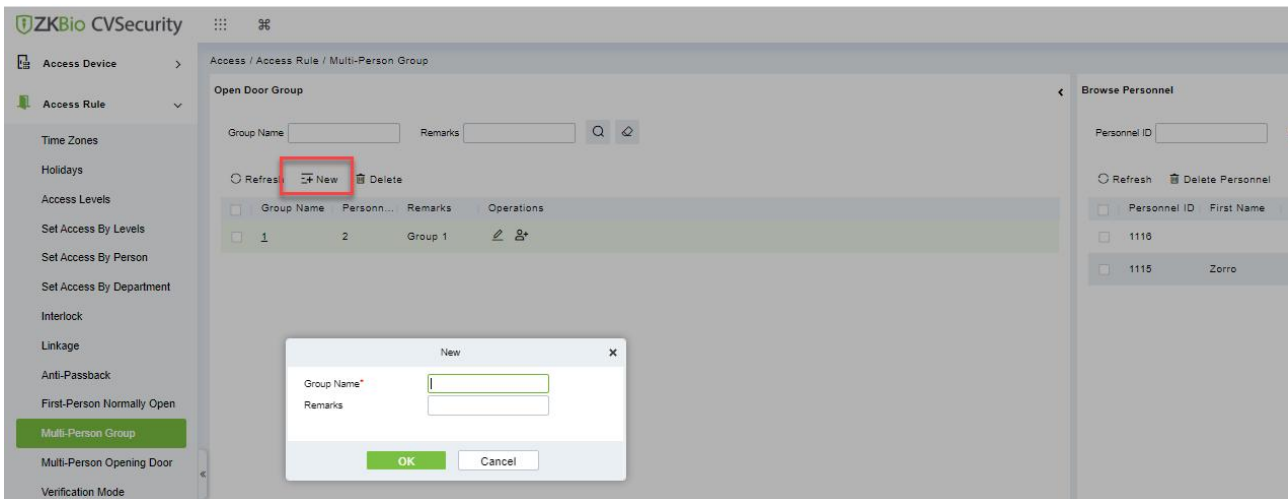 ZKBio CVSecurity
Access Device
Access Rule
Time Zones
Holidays
Access Levels
Set Access By Levels
Set Access By Person
Set Access By Department
Interlock
Linkage
Anti-Passback
First-Person Normally Open
Multi-Person Group
Multi-Person Opening Door
Verification Mode
Access / Access Rule / Multi-Person Group
Open Door Group
Group Name Remarks
Refresh New Delete
Group Name Personn... Remarks Operations
1 2 Group 1
New
Group Name*
Remarks
OK Cancel
Browse Personnel
Personnel ID
Refresh Delete Personnel
Personnel ID First Name
1116
1115 Zorro